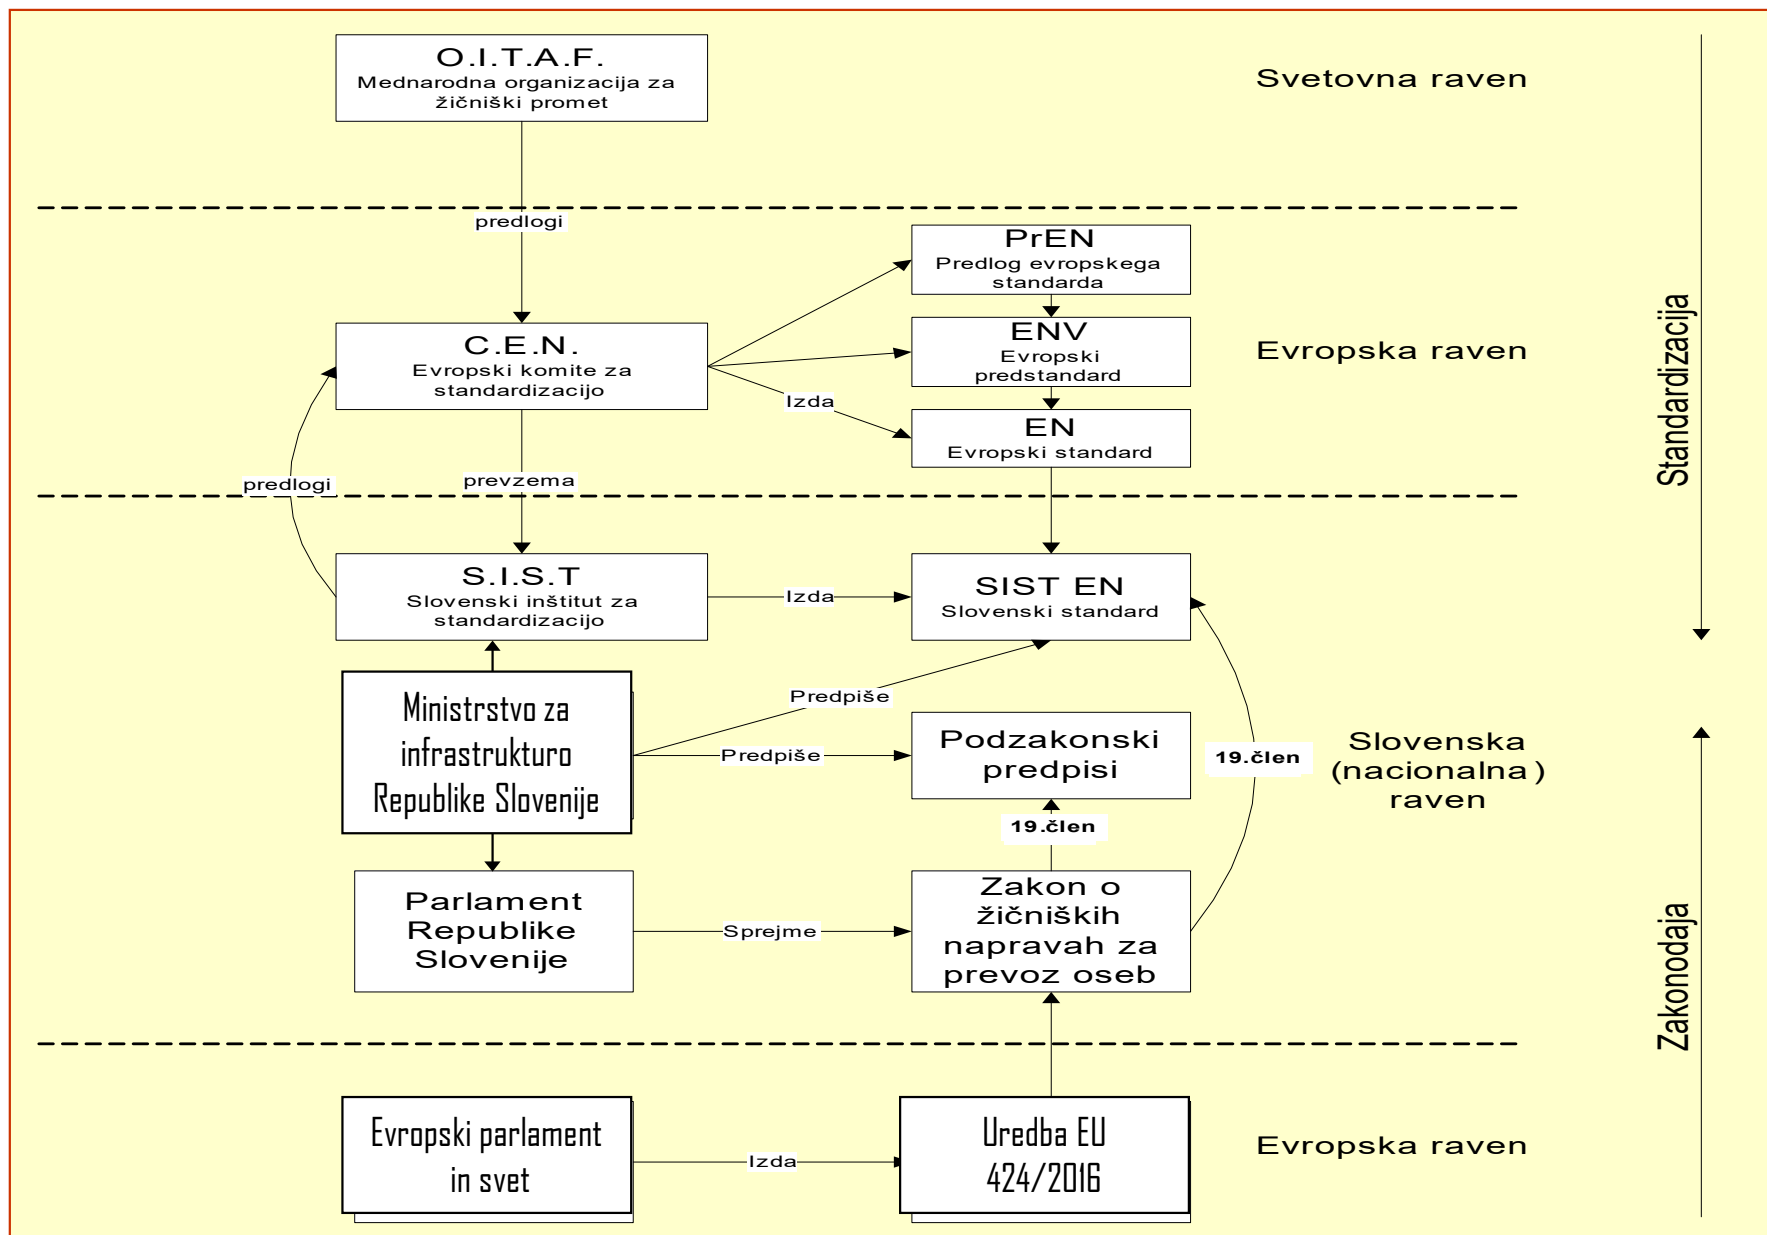 O.I.T.A.F.
Mednarodna organizacija za
žičniški promet
Svetovna raven
predlogi
PrEN
Predlog evropskega
standarda
C.E.N.
Evropski komite za
standardizacijo
ENV
Evropski
predstandard
Evropska raven
Izda
EN
Evropski standard
Standardizacija
predlogi
prevzema
S.I.S.T
Slovenski inštitut za
standardizacijo
Izda
SIST EN
Slovenski standard
Ministrstvo za
infrastrukturo
Republike Slovenije
Predpiše
Predpiše
Podzakonski
predpisi
19.člen
Slovenska
(nacionalna)
raven
19.člen
Parlament
Republike
Slovenije
Sprejme
Zakon o
žičniških
napravah za
prevoz oseb
Zakonodaja
Evropski parlament
in svet
Izda
Uredba EU
424/2016
Evropska raven